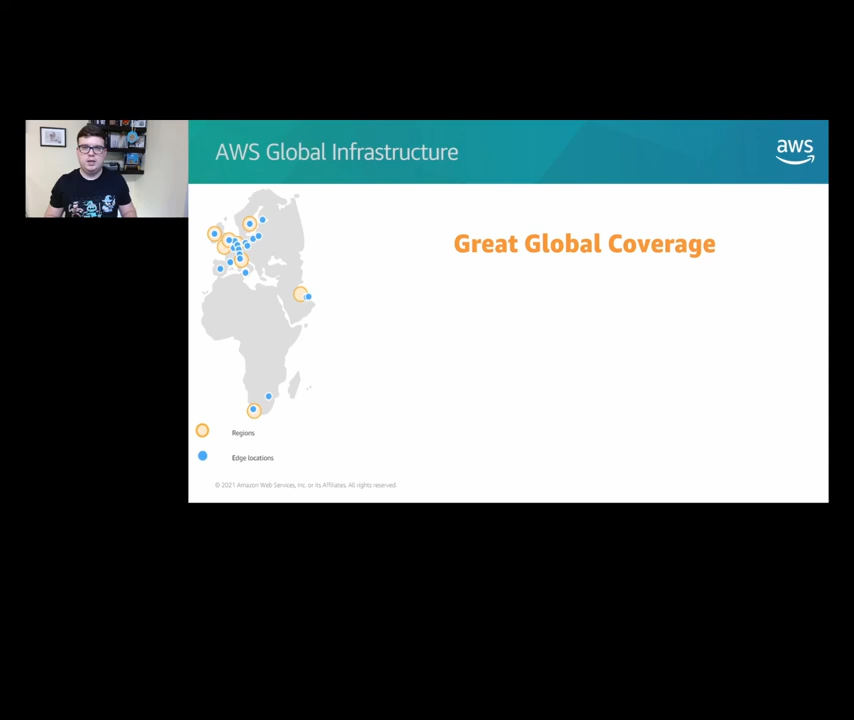 AWS Global Infrastructure
aws
Great Global Coverage
Regions
Edge locations
© 2021 Amazon Web Services, Inc. or its Affiliates. All rights reserved.